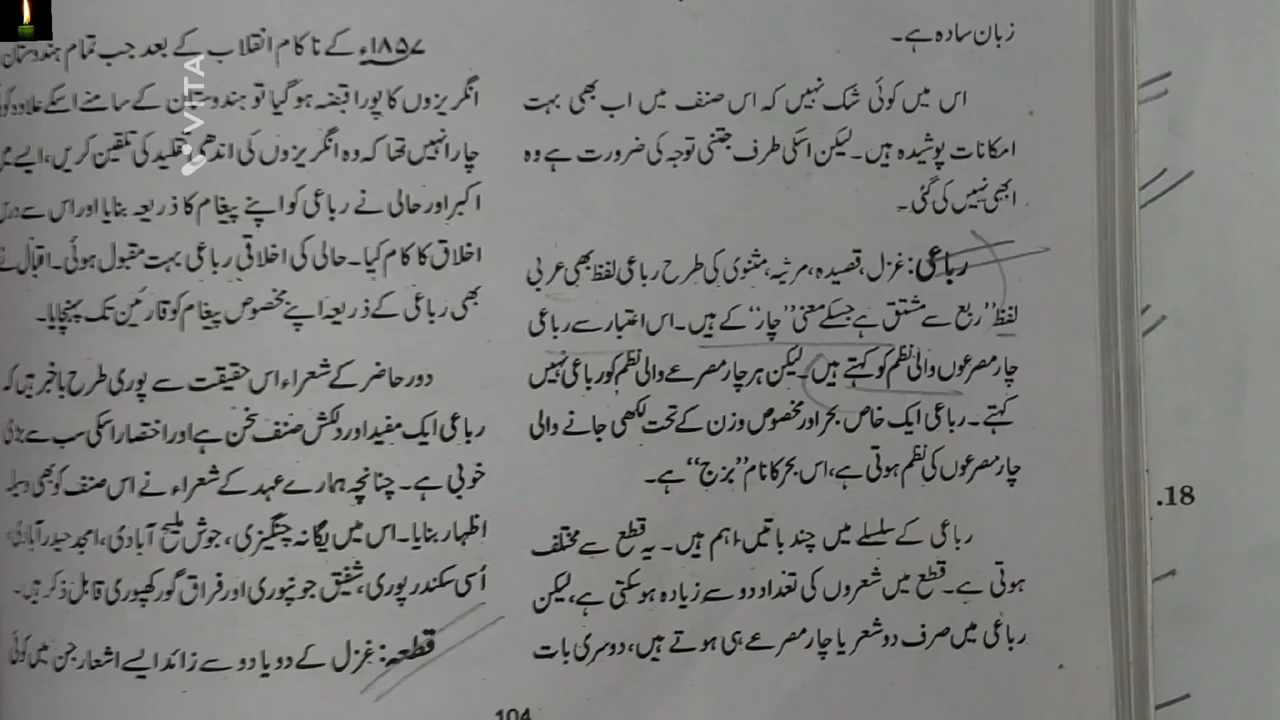 زبان سادہ ہے۔
اس میں کوئی شک نہیں کہ اس صنف میں اب بھی بہت
امکانات پوشیدہ ہیں۔ لیکن اسکی طرف جتنی توجہ کی ضرورت ہے وہ
ابھی نہیں کی گئی۔
رباعی: غزل، قصیدہ، مرثیہ، مثنوی کی طرح رباعی لفظ بھی عربی
لفظ "ربع سے مشتق ہے جسکے معنی "چار" کے ہیں۔ اس اعتبار سے رباعی
چار مصرعوں والی نظم کو کہتے ہیں۔ لیکن ہر چار مصرعے والی نظم کو رباعی نہیں
کہتے۔ رباعی ایک خاص بحر اور مخصوص وزن کے تحت لکھی جانے والی
چار مصرعوں کی نظم ہوتی ہے، اس بحر کا نام "ہزج" ہے۔
رباعی کے سلسلے میں چند باتیں اہم ہیں۔ یہ قطع سے مختلف
ہوتی ہے۔ قطع میں شعروں کی تعداد دو سے زیادہ ہو سکتی ہے، لیکن
رباعی میں صرف دو شعر یا چار مصرعے ہی ہوتے ہیں، دوسری بات
۱۸۵۷ء کے ناکام انقلاب کے بعد جب تمام ہندوستان
انگریزوں کا پورا قبضہ ہو گیا تو ہندوستان کے سامنے اسکے علاوہ کوئی
چارا نہیں تھا کہ وہ انگریزوں کی اندھی تقلید کی تلقین کریں، ایسے میں
اکبر اور حالی نے رباعی کو اپنے پیغام کا ذریعہ بنایا اور اس سے درس
اخلاق کا کام کیا۔ حالی کی اخلاقی رباعی بہت مقبول ہوئی۔ اقبال نے
بھی رباعی کے ذریعہ اپنے مخصوص پیغام کو قارئین تک پہنچایا۔
دور حاضر کے شعراء اس حقیقت سے پوری طرح باخبر ہیں کہ
رباعی ایک مفید اور دلکش صنف سخن ہے اور اختصار اسکی سب سے بڑی
خوبی ہے۔ چنانچہ ہمارے عہد کے شعراء نے اس صنف کو بھی وسیلہ
اظہار بنایا۔ اس میں یگانہ چنگیزی، جوش ملیح آبادی، امجد حیدرآبادی،
اُسی سکندر پوری، شفیق جونپوری اور فراق گورکھپوری قابل ذکر ہیں۔
قطعہ: غزل کے دو یا دو سے زائد ایسے اشعار جن میں کوئی
104
.18
VITA